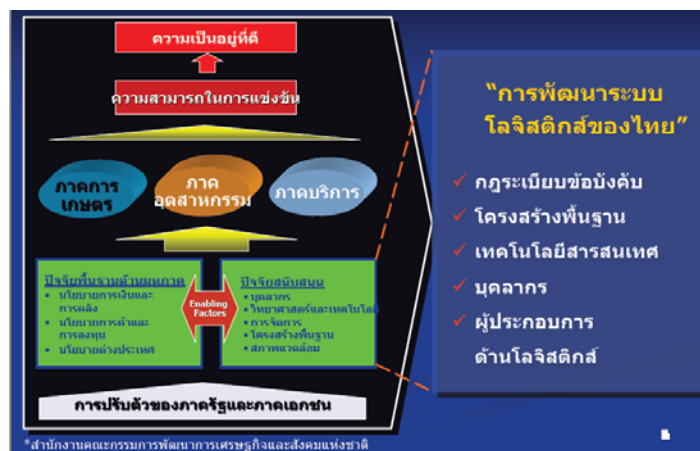 ความเป็นอยู่ที่ดี
ความสามารถในการแข่งขัน
ภาคการ
เกษตร
ภาค
อุตสาหกรรม
ภาคบริการ
ปัจจัยพื้นฐานด้านมหภาค
• นโยบายการเงินและ
การคลัง
• นโยบายการค้าและ
การลงทุน
• นโยบายต่างประเทศ
Enabling
Factors
ปัจจัยสนับสนุน
• บุคลากร
• วิทยาศาสตร์และเทคโนโลยี
• การจัดการ
• โครงสร้างพื้นฐาน
• สภาพแวดล้อม
การปรับตัวของภาครัฐและภาคเอกชน
*สำนักงานคณะกรรมการพัฒนาการเศรษฐกิจและสังคมแห่งชาติ
"การพัฒนาระบบ
โลจิสติกส์ของไทย"
✓ กฎระเบียบข้อบังคับ
✓ โครงสร้างพื้นฐาน
✓ เทคโนโลยีสารสนเทศ
✓ บุคลากร
✓ ผู้ประกอบการ
ด้านโลจิสติกส์